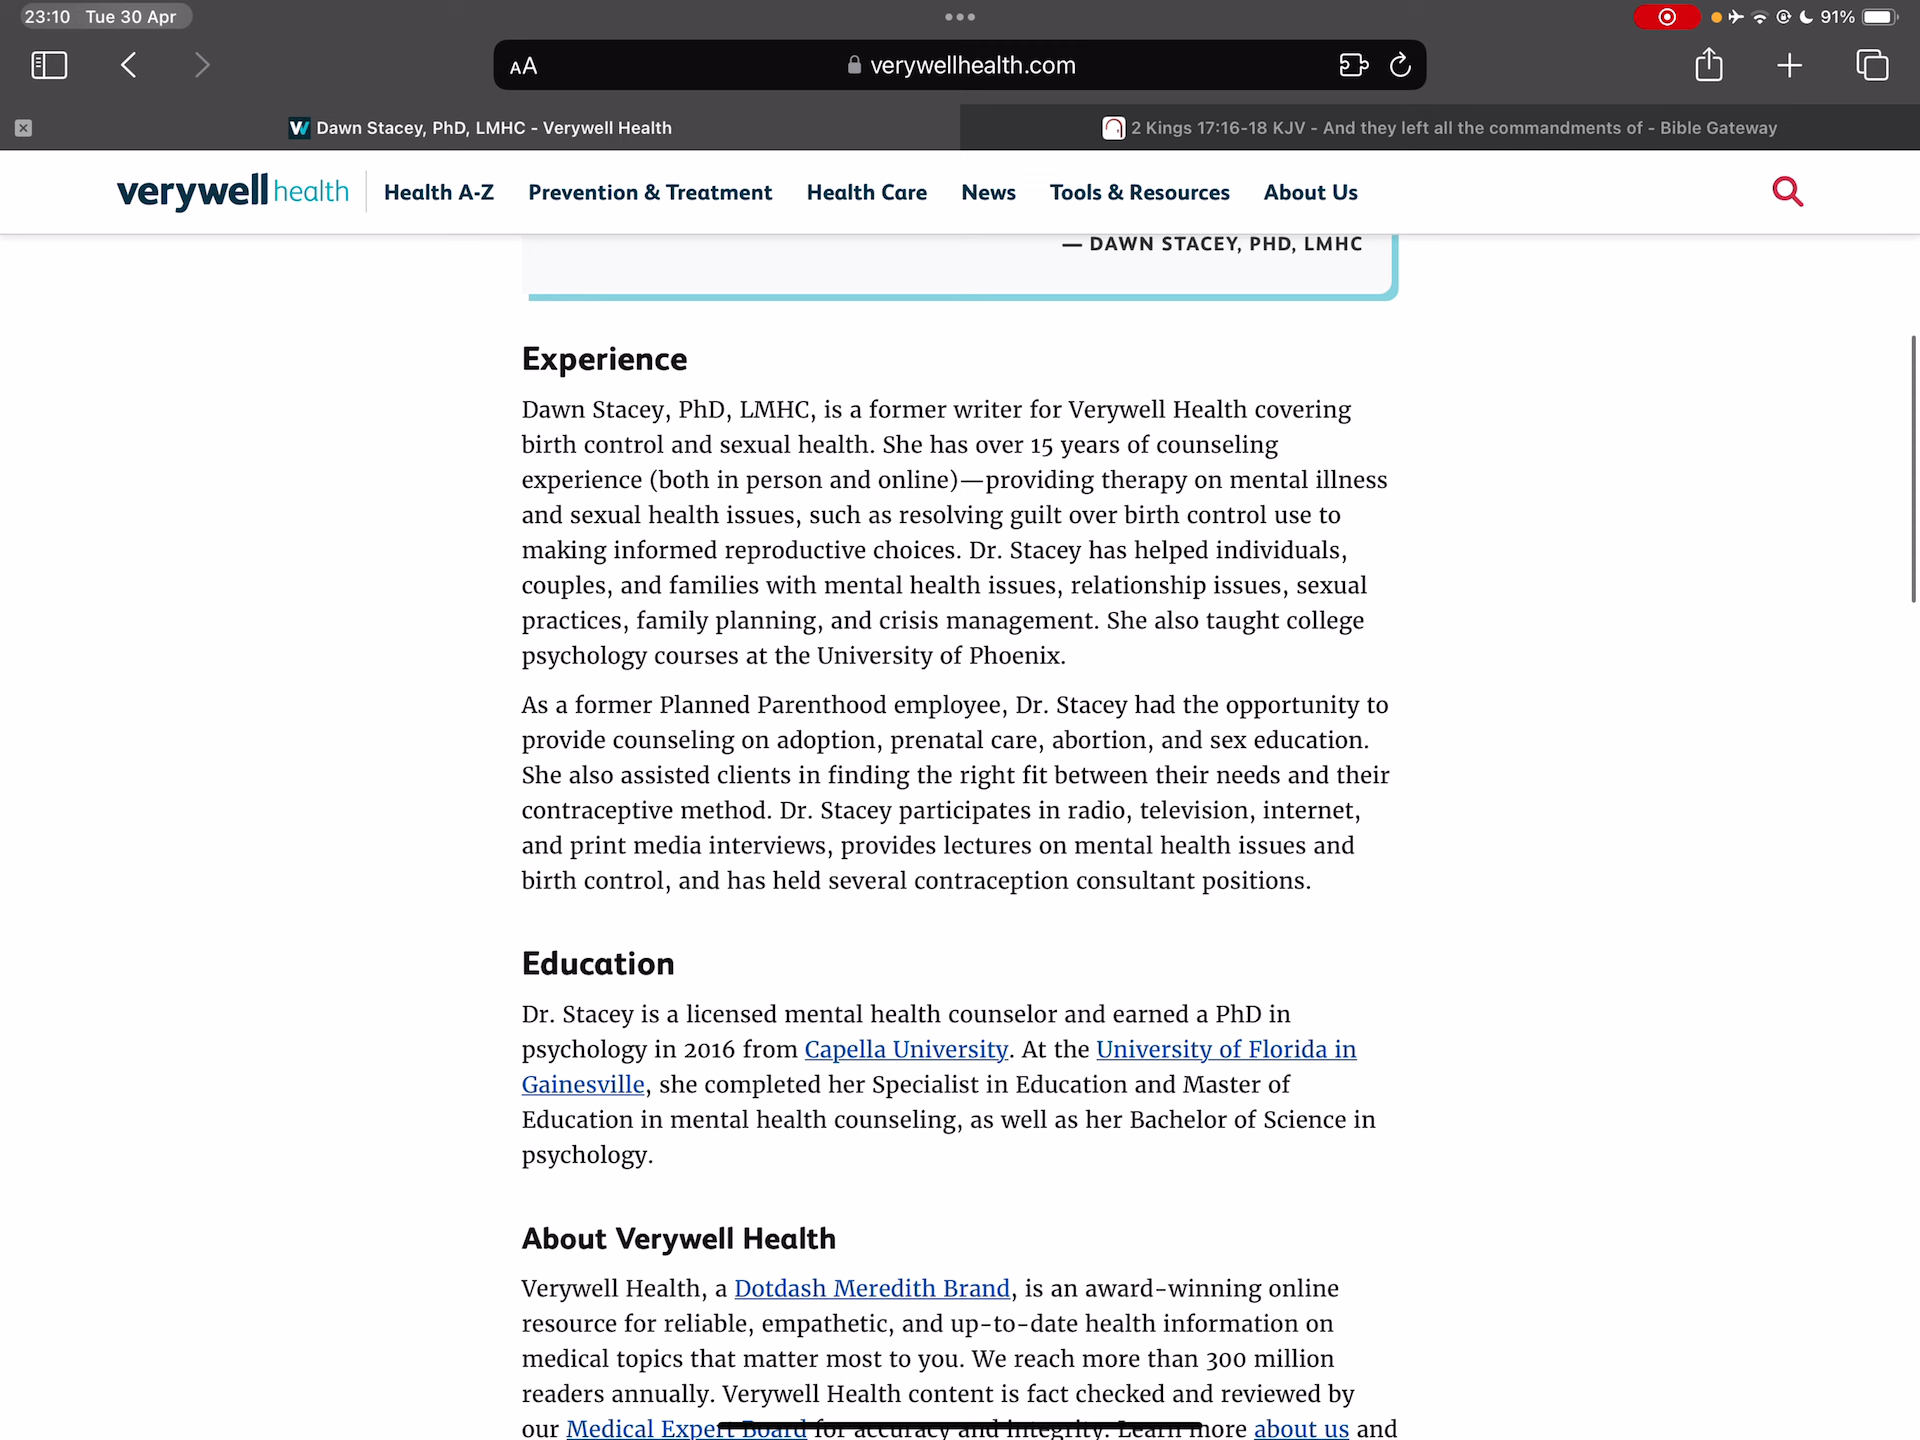 23:10 Tue 30 Apr
91%
AA
verywellhealth.com
Dawn Stacey, PhD, LMHC - Verywell Health
2 Kings 17:16-18 KJV - And they left all the commandments of - Bible Gateway
verywell health
Health A-Z
Prevention & Treatment
Health Care
News
Tools & Resources
About Us
— DAWN STACEY, PHD, LMHC
Experience
Dawn Stacey, PhD, LMHC, is a former writer for Verywell Health covering
birth control and sexual health. She has over 15 years of counseling
experience (both in person and online)—providing therapy on mental illness
and sexual health issues, such as resolving guilt over birth control use to
making informed reproductive choices. Dr. Stacey has helped individuals,
couples, and families with mental health issues, relationship issues, sexual
practices, family planning, and crisis management. She also taught college
psychology courses at the University of Phoenix.
As a former Planned Parenthood employee, Dr. Stacey had the opportunity to
provide counseling on adoption, prenatal care, abortion, and sex education.
She also assisted clients in finding the right fit between their needs and their
contraceptive method. Dr. Stacey participates in radio, television, internet,
and print media interviews, provides lectures on mental health issues and
birth control, and has held several contraception consultant positions.
Education
Dr. Stacey is a licensed mental health counselor and earned a PhD in
psychology in 2016 from Capella University. At the University of Florida in
Gainesville, she completed her Specialist in Education and Master of
Education in mental health counseling, as well as her Bachelor of Science in
psychology.
About Verywell Health
Verywell Health, a Dotdash Meredith Brand, is an award-winning online
resource for reliable, empathetic, and up-to-date health information on
medical topics that matter most to you. We reach more than 300 million
readers annually. Verywell Health content is fact checked and reviewed by
our Medical Expert Board for accuracy and integrity. Learn more about us and